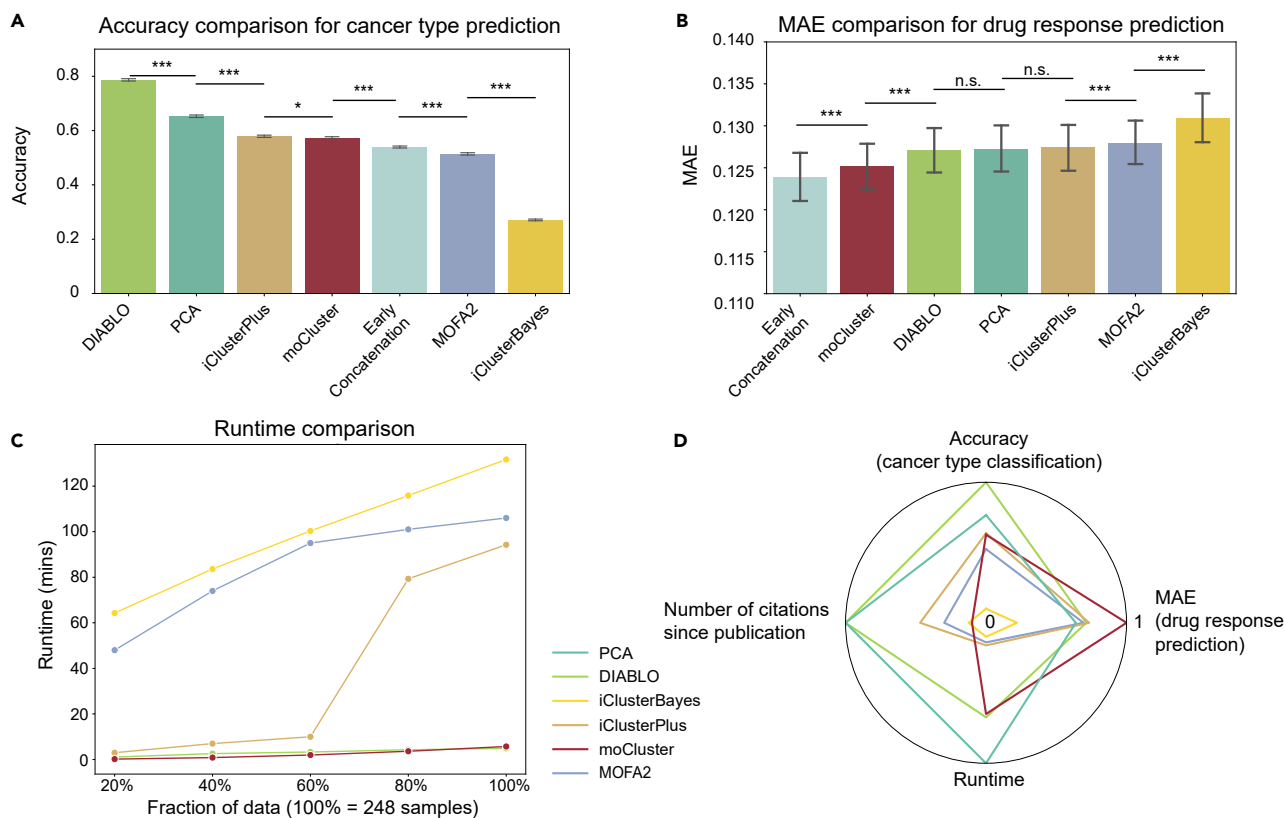 A
Accuracy comparison for cancer type prediction
Accuracy
0.8
0.6
0.4
0.2
0
***
***
*
***
***
***
DIABLO
PCA
iClusterPlus
moCluster
Early
Concatenation
MOFA2
iClusterBayes
B
MAE comparison for drug response prediction
MAE
0.140
0.135
0.130
0.125
0.120
0.115
0.110
***
***
n.s.
n.s.
***
***
Early
Concatenation
moCluster
DIABLO
PCA
iClusterPlus
MOFA2
iClusterBayes
C
Runtime comparison
Runtime (mins)
120
100
80
60
40
20
0
20%
40%
60%
80%
100%
Fraction of data (100% = 248 samples)
PCA
DIABLO
iClusterBayes
iClusterPlus
moCluster
MOFA2
D
Accuracy
(cancer type classification)
Number of citations
since publication
0
1
MAE
(drug response
prediction)
Runtime